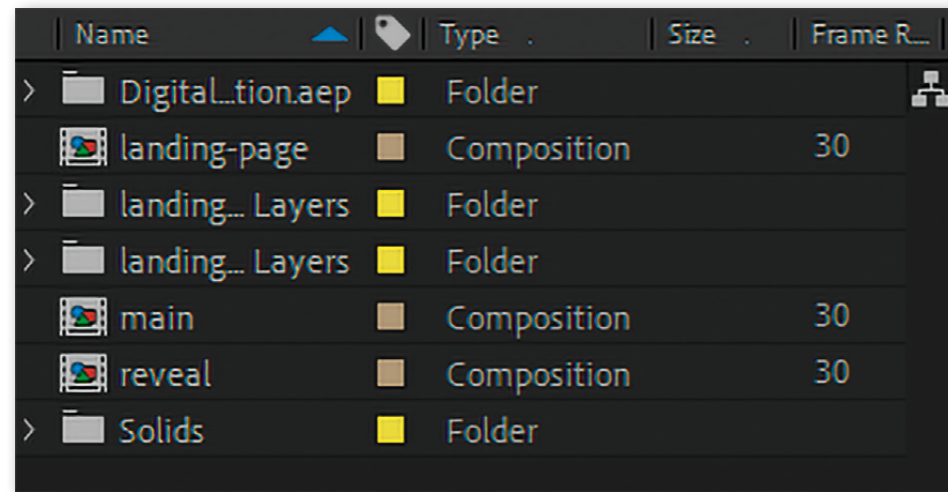 Name Type . Size . Frame R...
Digital...tion.aep Folder
landing-page Composition 30
landing... Layers Folder
landing... Layers Folder
main Composition 30
reveal Composition 30
Solids Folder